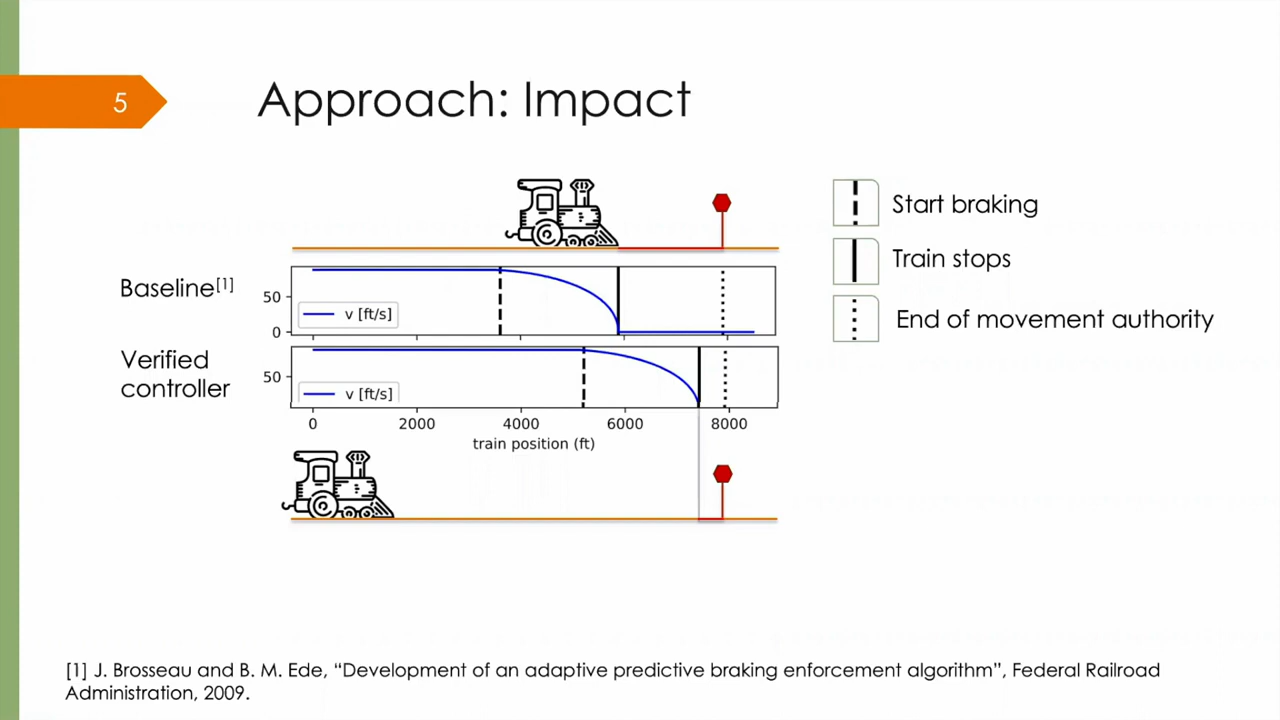 5
Approach: Impact
Start braking
Train stops
End of movement authority
Baseline[1]
50
0
v [ft/s]
Verified
controller
50
v [ft/s]
0 2000 4000 6000 8000
train position (ft)
[1] J. Brosseau and B. M. Ede, “Development of an adaptive predictive braking enforcement algorithm”, Federal Railroad
Administration, 2009.